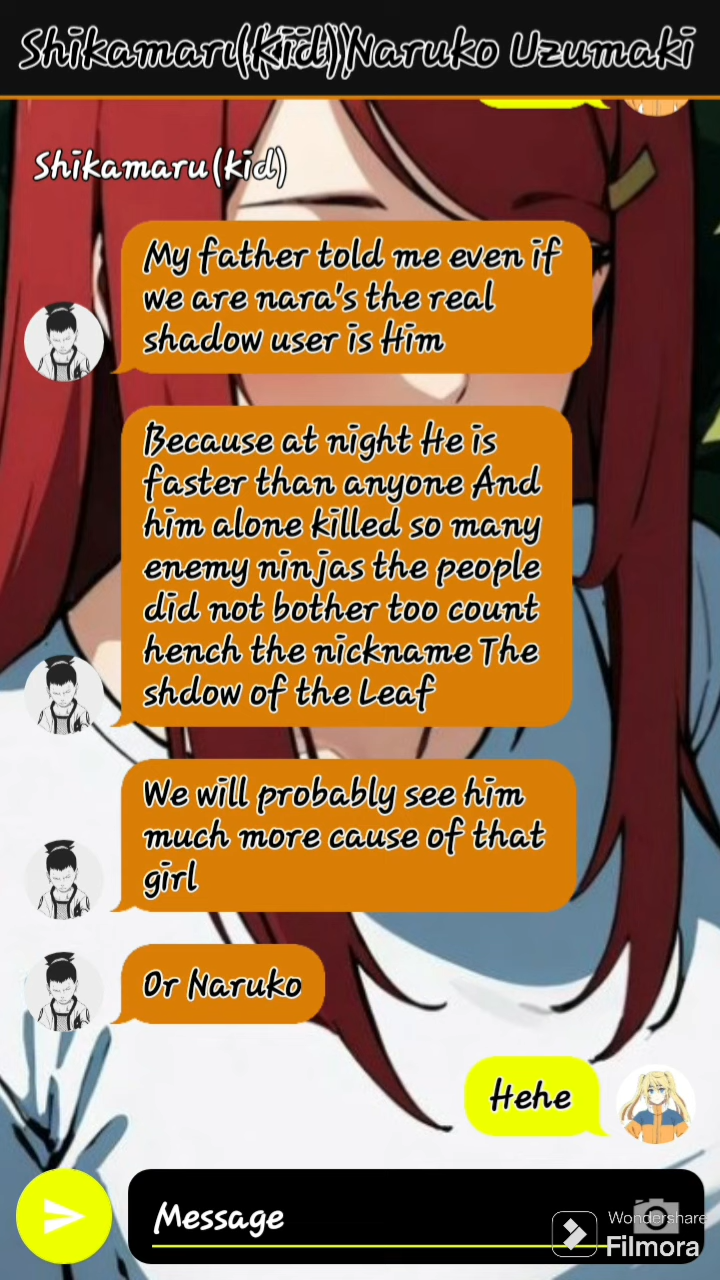 Shikamaru(Kid) Naruko Uzumaki
Shikamaru(kid)
My father told me even if
we are nara's the real
shadow user is Him
Because at night He is
faster than anyone And
him alone killed so many
enemy ninjas the people
did not bother too count
hench the nickname The
shdow of the Leaf
We will probably see him
much more cause of that
girl
Or Naruko
Hehe
Message
Wondershare
Filmora